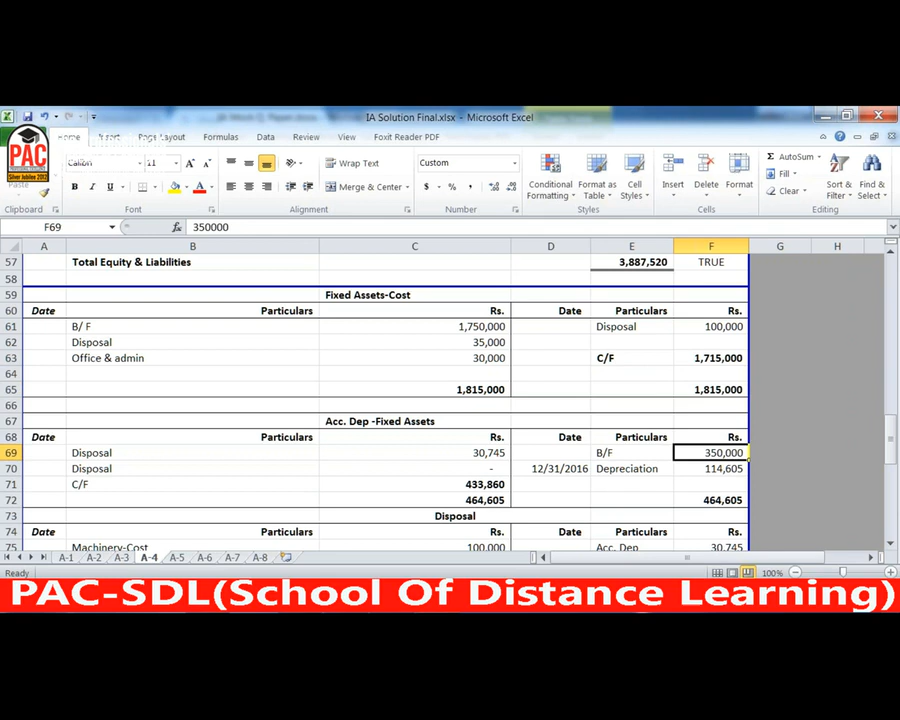 IA Solution Final.xlsx - Microsoft Excel
Home Insert Page Layout Formulas Data Review View Foxit Reader PDF
PAC
Silver Jubilee 2012
Paste
Calibri 11 Wrap Text Custom AutoSum
B I U Merge & Center $ % , Conditional Formatting Format as Table Cell Styles Insert Delete Format Fill Clear Sort & Filter Find & Select
Clipboard Font Alignment Number Styles Cells Editing
F69 fx 350000
A B C D E F G H I
57 Total Equity & Liabilities 3,887,520 TRUE
58
59 Fixed Assets-Cost
60 Date Particulars Rs. Date Particulars Rs.
61 B/ F 1,750,000 Disposal 100,000
62 Disposal 35,000
63 Office & admin 30,000 C/F 1,715,000
64
65 1,815,000 1,815,000
66
67 Acc. Dep -Fixed Assets
68 Date Particulars Rs. Date Particulars Rs.
69 Disposal 30,745 B/F 350,000
70 Disposal - 12/31/2016 Depreciation 114,605
71 C/F 433,860
72 464,605 464,605
73 Disposal
74 Date Particulars Rs. Date Particulars Rs.
75 Machinery-Cost 100,000 Acc. Dep 30,745
A-1 A-2 A-3 A-4 A-5 A-6 A-7 A-8
Ready 100%
PAC-SDL(School Of Distance Learning)